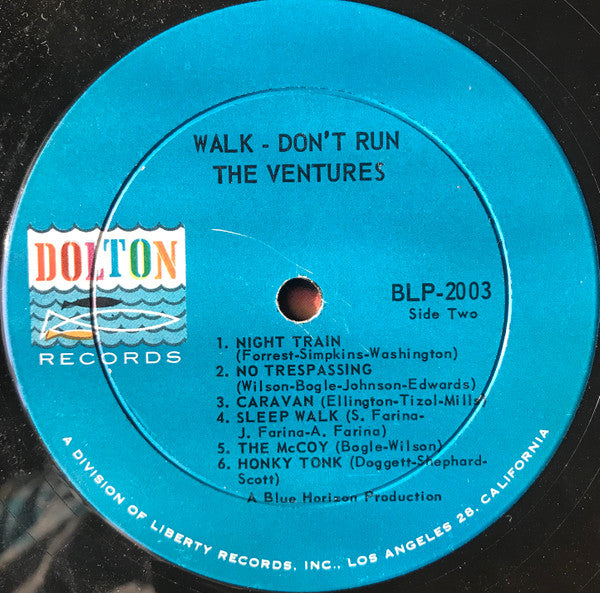 WALK - DON'T RUN
THE VENTURES
DOLTON
RECORDS
BLP-2003
Side Two
1. NIGHT TRAIN
(Forrest-Simpkins-Washington)
2. NO TRESPASSING
(Wilson-Bogle-Johnson-Edwards)
3. CARAVAN (Ellington-Tizol-Mills)
4. SLEEP WALK (S. Farina-
J. Farina-A. Farina)
5. THE McCOY (Bogle-Wilson)
6. HONKY TONK (Doggett-Shephard-
Scott)
A Blue Horizon Production
A DIVISION OF LIBERTY RECORDS, INC., LOS ANGELES 28, CALIFORNIA